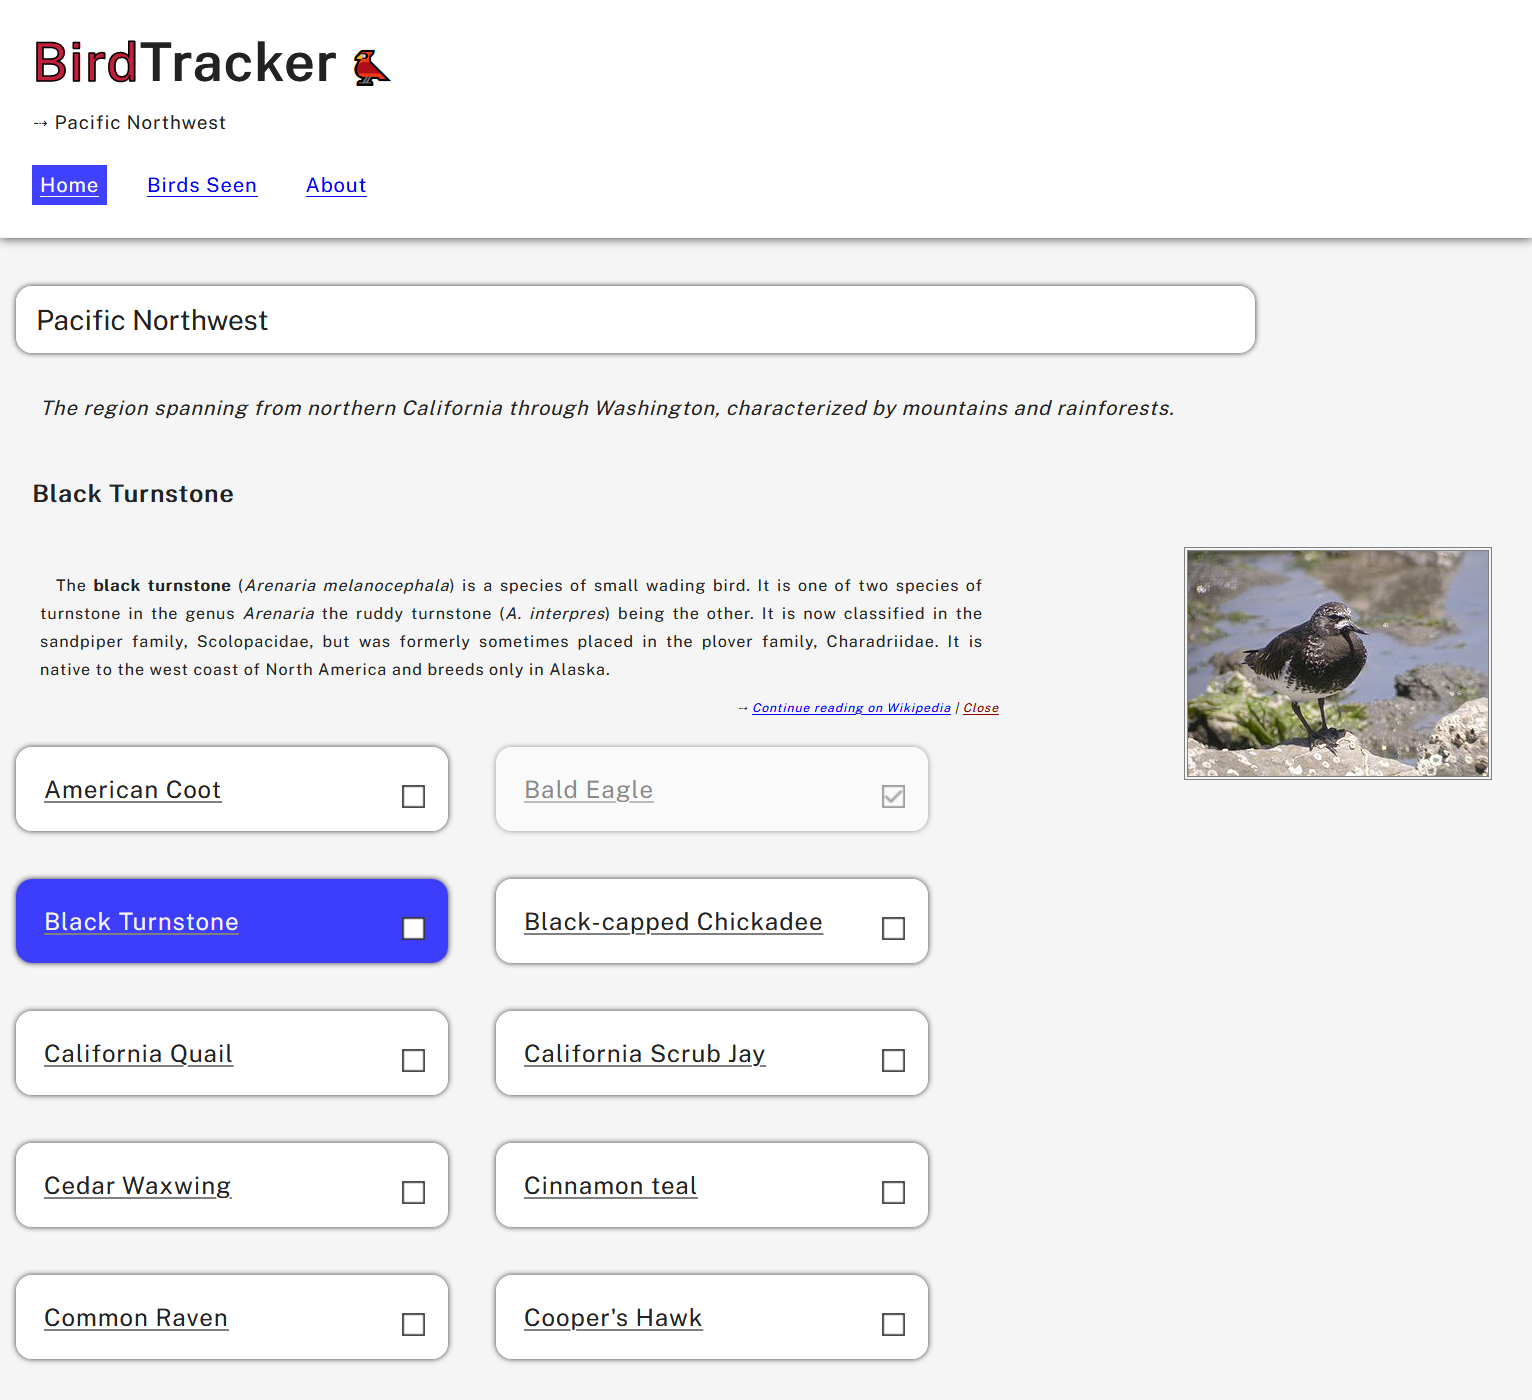 BirdTracker
⤏ Pacific Northwest
Home Birds Seen About
Pacific Northwest
The region spanning from northern California through Washington, characterized by mountains and rainforests.
Black Turnstone
The black turnstone (Arenaria melanocephala) is a species of small wading bird. It is one of two species of
turnstone in the genus Arenaria the ruddy turnstone (A. interpres) being the other. It is now classified in the
sandpiper family, Scolopacidae, but was formerly sometimes placed in the plover family, Charadriidae. It is
native to the west coast of North America and breeds only in Alaska.
⤏ Continue reading on Wikipedia | Close
American Coot
Bald Eagle
Black Turnstone
Black-capped Chickadee
California Quail
California Scrub Jay
Cedar Waxwing
Cinnamon teal
Common Raven
Cooper's Hawk